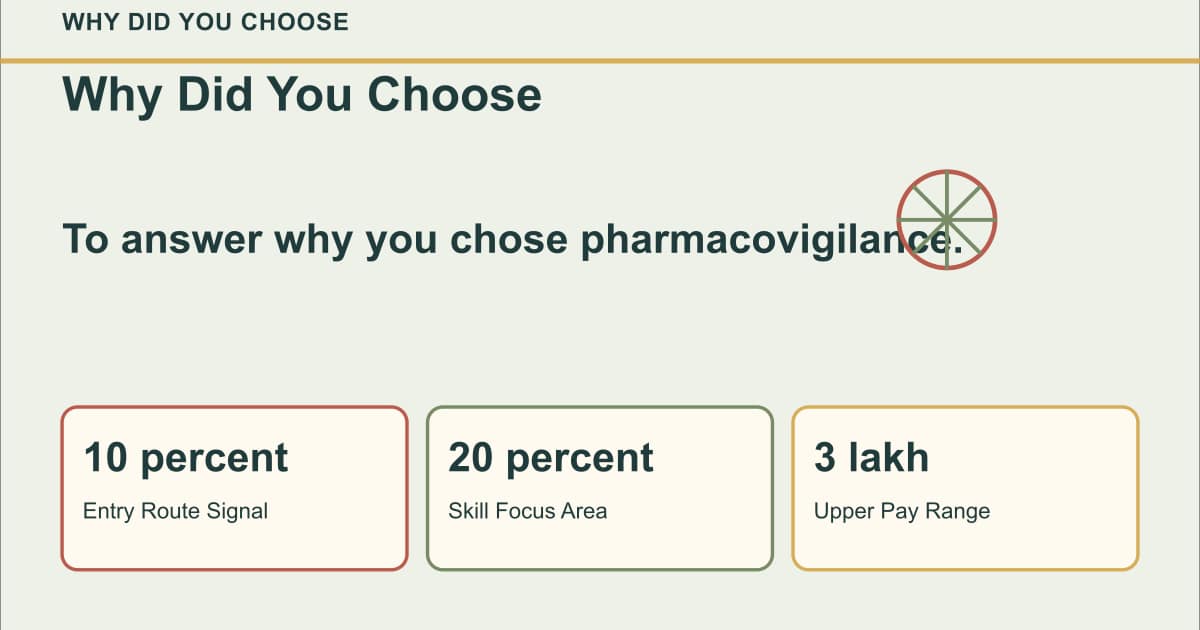 WHY DID YOU CHOOSE
Why Did You Choose
To answer why you chose pharmacovigilance.
10 percent
Entry Route Signal
20 percent
Skill Focus Area
3 lakh
Upper Pay Range